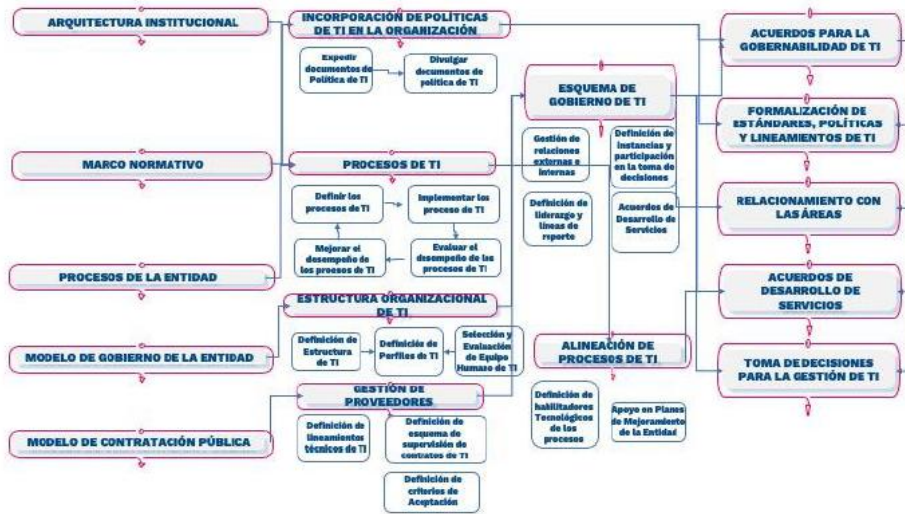 ARQUITECTURA INSTITUCIONAL
MARCO NORMATIVO
PROCESOS DE LA ENTIDAD
MODELO DE GOBIERNO DE LA ENTIDAD
MODELO DE CONTRATACIÓN PÚBLICA
INCORPORACIÓN DE POLÍTICAS
DE TI EN LA ORGANIZACIÓN
Expedir
documentos de
Política de TI
Divulgar
documentos de
política de TI
PROCESOS DE TI
Definir los
procesos de TI
Implementar los
proceso de TI
Mejorar el
desempeño de
los proesos de TI
Evaluar el
desempeño de las
procesos de TI
ESTRUCTURA ORGANIZACIONAL
DE TI
Definición de
Estructura
de TI
Definición de
Perfiles de TI
Selección y
Evaluación
de Equipo
Humano de TI
GESTIÓN DE
PROVEEDORES
Definición de
lineamientos
técnicos de TI
Definición de
esquema de
supervisión de
contratos de TI
Definición de
criterios de
Aceptación
ESQUEMA DE
GOBIERNO DE TI
Gestión de
relaciones
externas e
internas
Definición de
instancias y
participación
en la toma de
decisiones
Definición de
liderazgo y
líneas de
reporte
Acuerdos de
Desarrollo de
Servicios
ALINEACIÓN DE
PROCESOS DE TI
Definición de
habilitadores
Tecnológicos
de los
procesos
Apoyo en Planes
de Mejoramiento
de la Entidad
ACUERDOS PARA LA
GOBERNABILIDAD DE TI
FORMALIZACIÓN DE
ESTÁNDARES, POLÍTICAS
Y LINEAMIENTOS DE TI
RELACIONAMIENTO CON
LAS ÁREAS
ACUERDOS DE
DESARROLLO DE
SERVICIOS
TOMA DE DECISIONES
PARA LA GESTIÓN DE TI